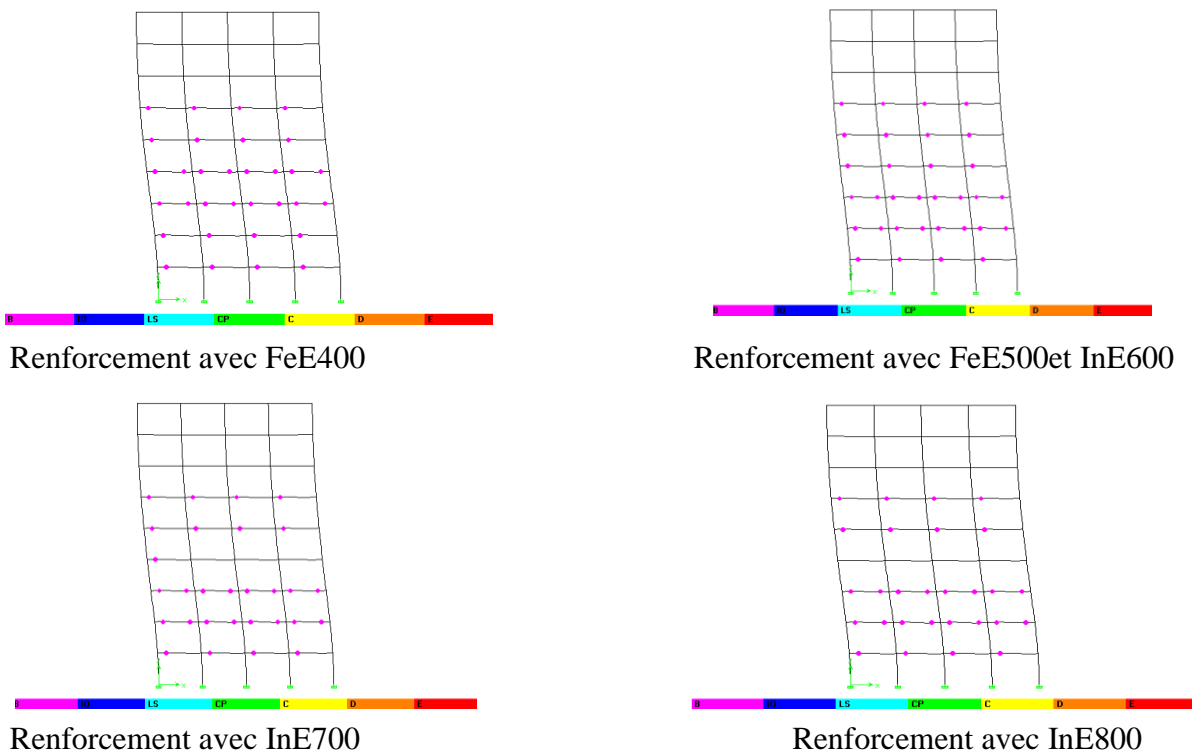 B IO LS CP C D E
B IO LS CP C D E
Renforcement avec FeE400
Renforcement avec FeE500et InE600
B IO LS CP C D E
B IO LS CP C D E
Renforcement avec InE700
Renforcement avec InE800